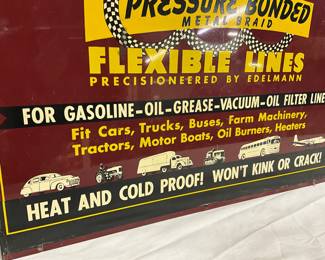 PRESSURE BONDED
METAL BRAID
FLEXIBLE LINES
PRECISIONEERED BY EDELMANN
FOR GASOLINE-OIL-GREASE-VACUUM-OIL FILTER LINE
Fit Cars, Trucks, Buses, Farm Machinery,
Tractors, Motor Boats, Oil Burners, Heaters
HEAT AND COLD PROOF! WON'T KINK OR CRACK!